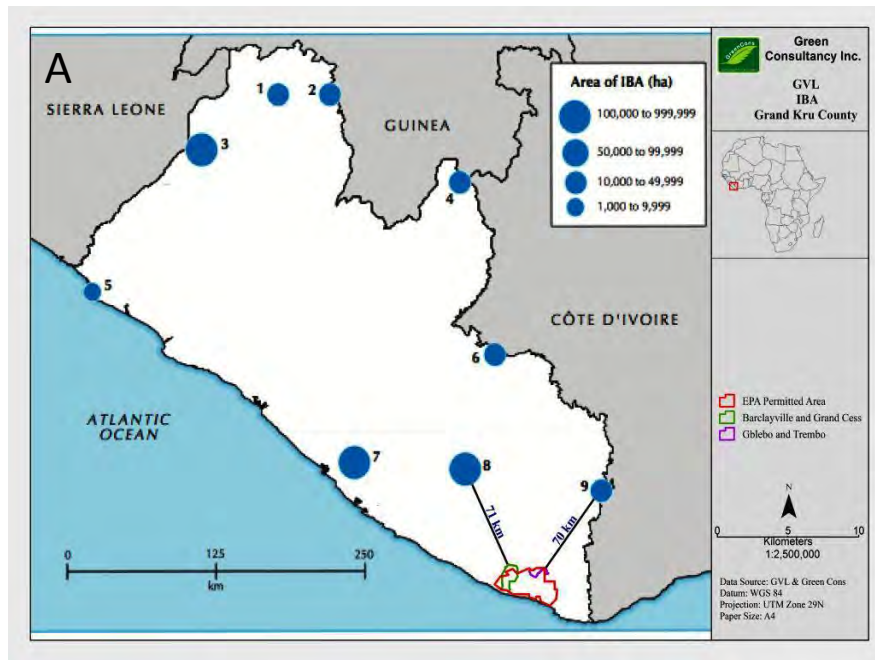 A
SIERRA LEONE
GUINEA
CÔTE D'IVOIRE
ATLANTIC
OCEAN
1
2
3
4
5
6
7
8
9
71 km
70 km
0 125 250
km
Area of IBA (ha)
100,000 to 999,999
50,000 to 99,999
10,000 to 49,999
1,000 to 9,999
GreenCons
Green
Consultancy Inc.
GVL
IBA
Grand Kru County
EPA Permitted Area
Barclayville and Grand Cess
Gblebo and Trembo
N
0 5 10
Kilometers
1:2,500,000
Data Source: GVL & Green Cons
Datum: WGS 84
Projection: UTM Zone 29N
Paper Size: A4